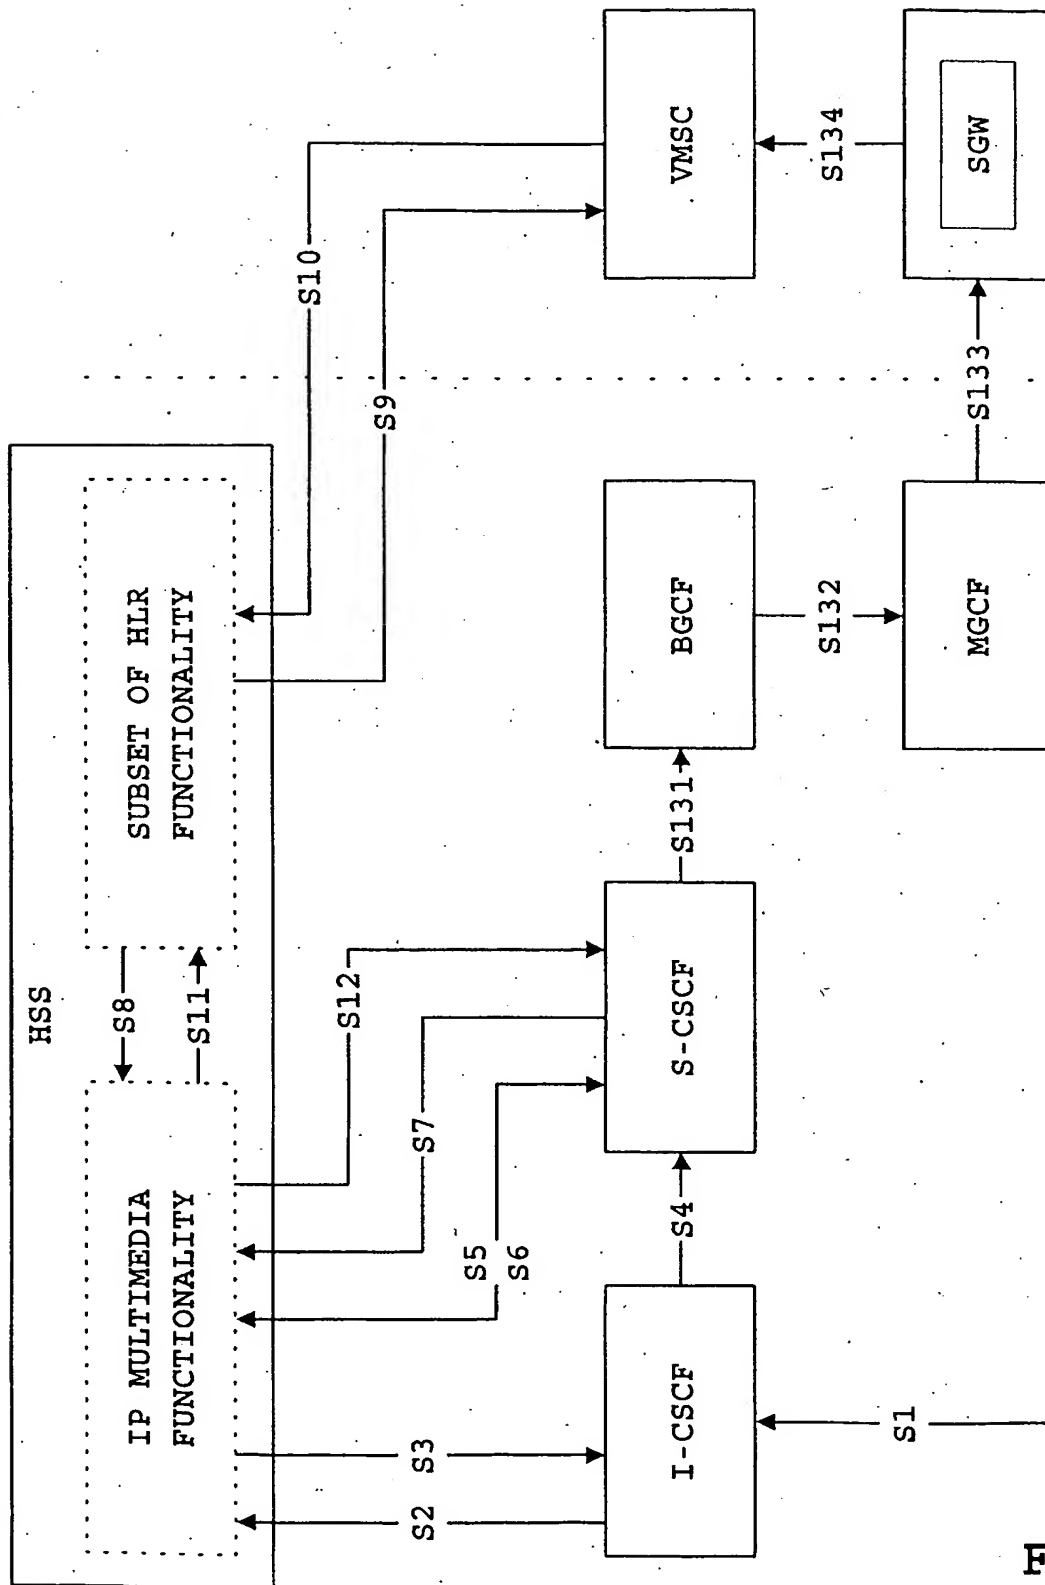 HSS
IP MULTIMEDIA
FUNCTIONALITY
SUBSET OF HLR
FUNCTIONALITY
S8
S11
S2
S3
S5
S6
S7
S12
S9
S10
I-CSCF
S4
S-CSCF
S131
BGCF
VMSC
S1
S132
S134
MGCF
S133
SGW
F